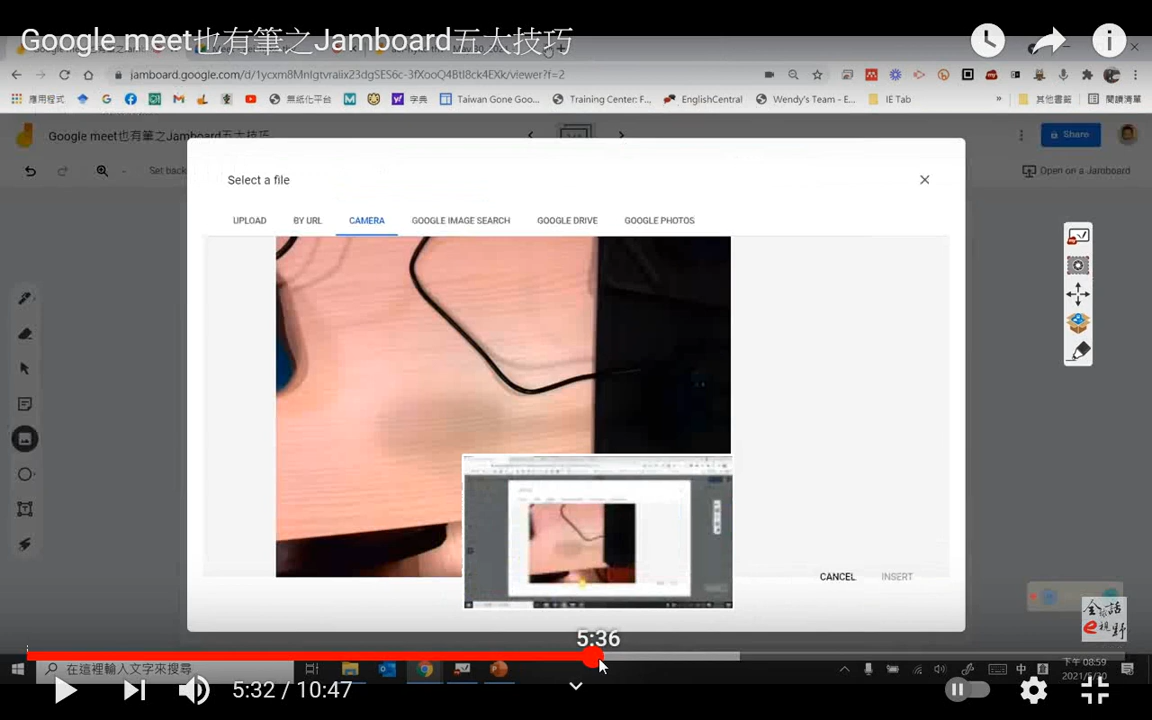 Google meet也有筆之Jamboard五大技巧
jamboard.google.com/d/1ycxm8MnIgtvraiix23dgSES6c-3fXooQ4BtI8ck4EXk/viewer?f=2
應用程式
無紙化平台
字典
Taiwan Gone Goo...
Training Center: F...
EnglishCentral
Wendy's Team - E...
IE Tab
»
其他書籤
閱讀清單
Google meet也有筆之Jamboard五大技巧
Share
Set back
Open on a Jamboard
Select a file
UPLOAD BY URL CAMERA GOOGLE IMAGE SEARCH GOOGLE DRIVE GOOGLE PHOTOS
CANCEL INSERT
5:36
在這裡輸入文字來搜尋
中
下午 08:59
5:32 / 10:47